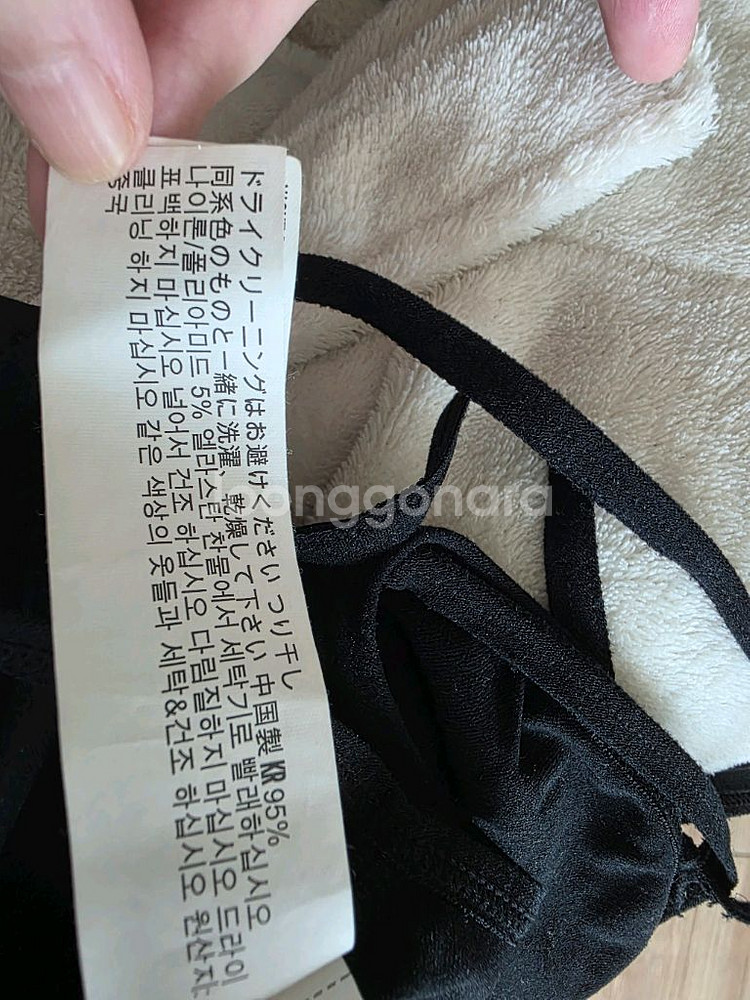 ドライクリーニングはお避けください つり干し
同系色のものと一緒に洗濯、乾燥して下さい 中国製 KR 95%
나이론/폴리아미드 5% 엘라스탄 찬물에서 세탁기로 빨래하십시오
표백하지 마십시오 널어서 건조 하십시오 다림질하지 마십시오 드라이
클리닝 하지 마십시오 같은 색상의 옷들과 세탁&건조 하십시오 원산지:
중국
joonggonara